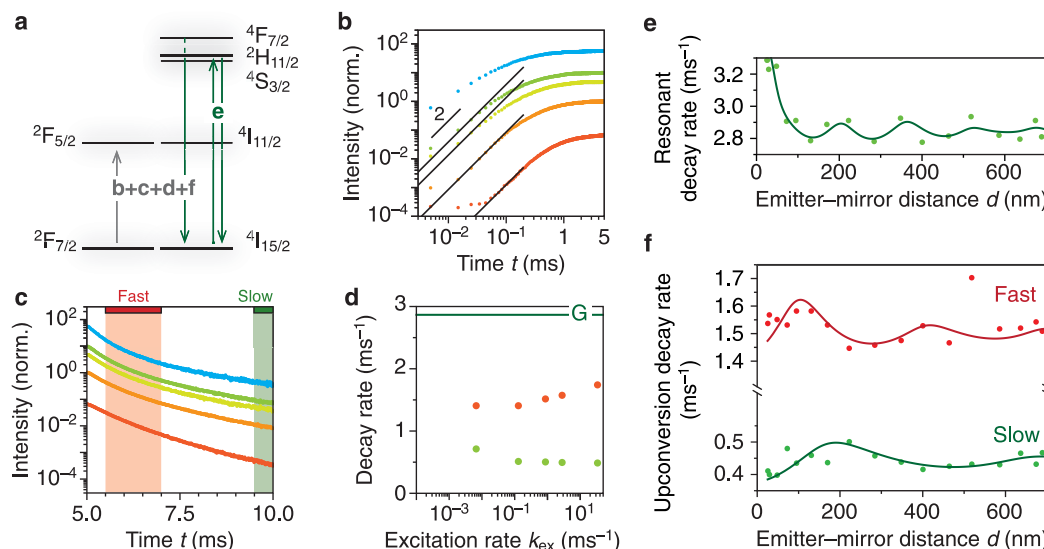 a
⁴F₇/₂
²H₁₁/₂
⁴S₃/₂
e
²F₅/₂
⁴I₁₁/₂
b+c+d+f
²F₇/₂
⁴I₁₅/₂
b
Intensity (norm.)
10²
10⁰
10⁻²
10⁻⁴
2
10⁻² 10⁻¹ 1 5
Time t (ms)
c
Fast Slow
Intensity (norm.)
10²
10⁰
10⁻²
10⁻⁴
5.0 7.5 10.0
Time t (ms)
d
Decay rate (ms⁻¹)
3
2
1
0
G
10⁻³ 10⁻¹ 10¹
Excitation rate kₑₓ (ms⁻¹)
e
Resonant
decay rate (ms⁻¹)
3.2
3.0
2.8
2.6
0 200 400 600
Emitter–mirror distance d (nm)
f
Upconversion decay rate
(ms⁻¹)
1.7
1.6
1.5
1.4
Fast
0.5
0.4
Slow
0 200 400 600
Emitter–mirror distance d (nm)